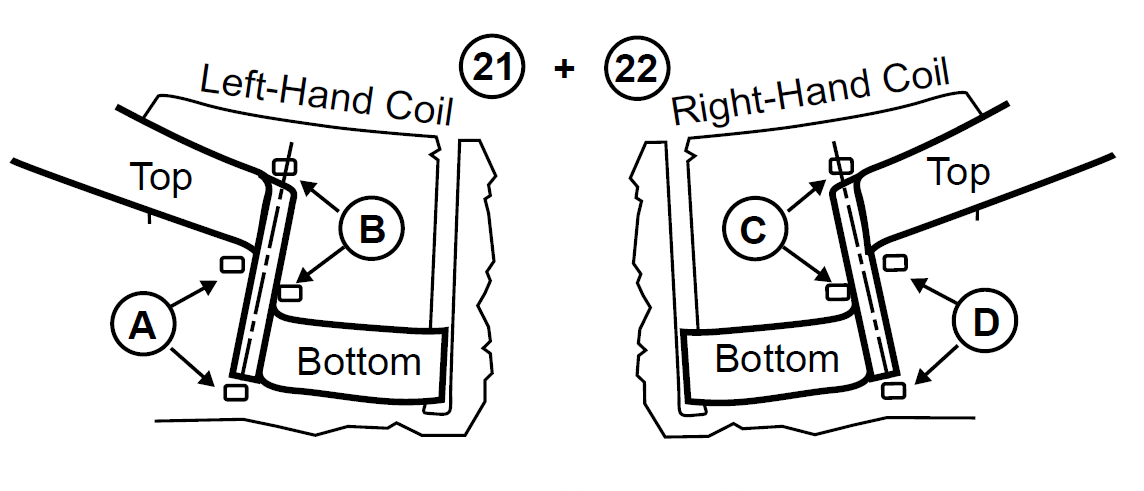 21 + 22
Left-Hand Coil
Right-Hand Coil
Top
Top
B
C
A
D
Bottom
Bottom